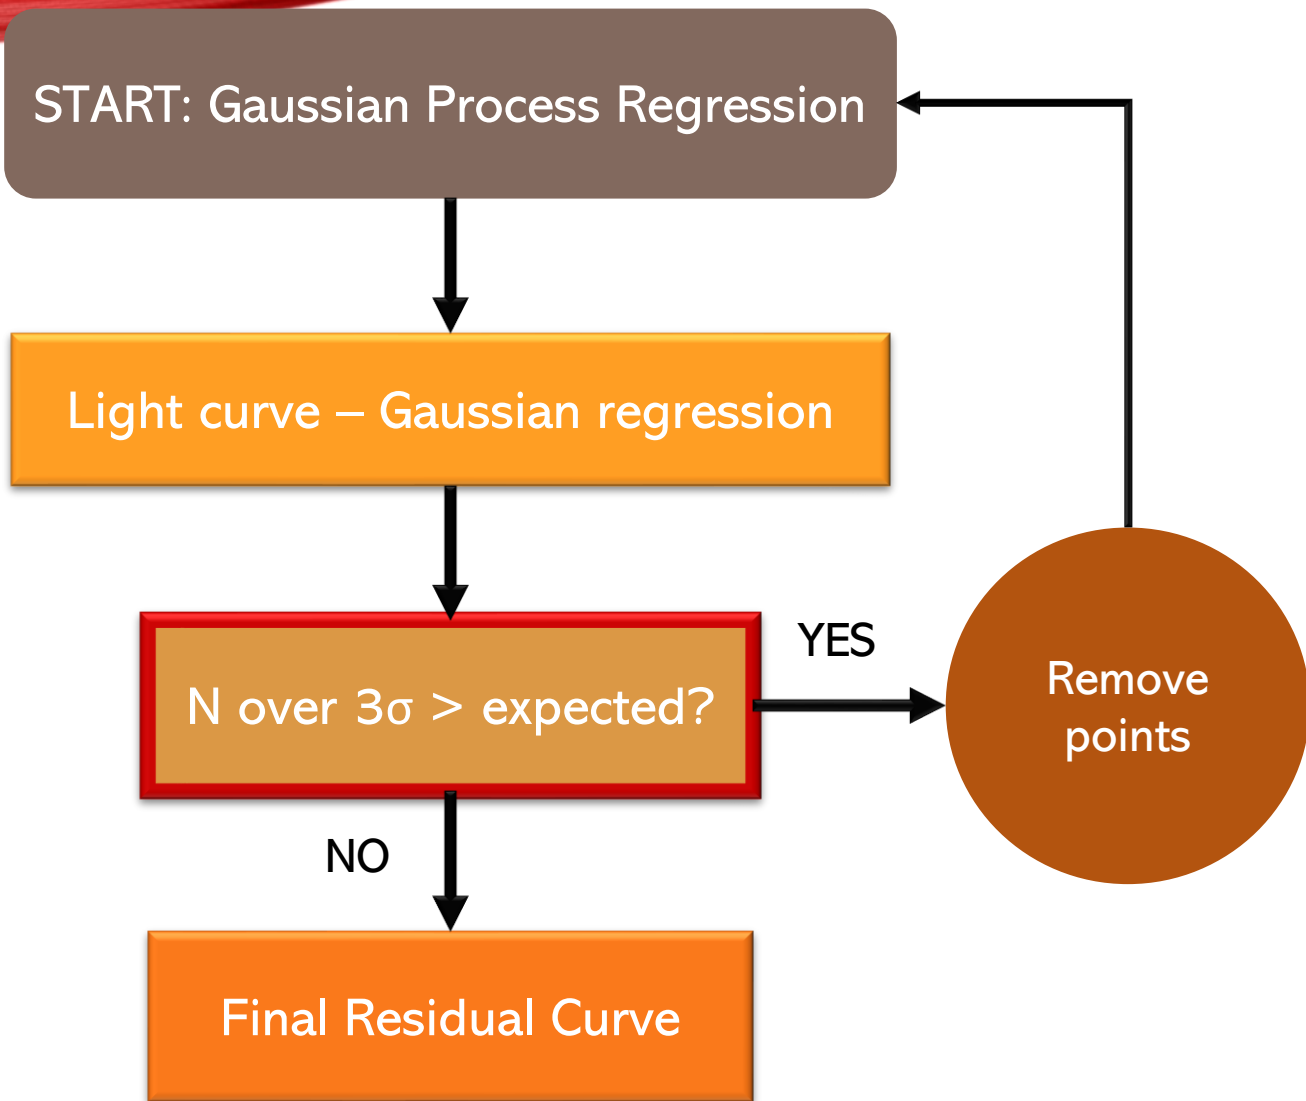 START: Gaussian Process Regression
Light curve – Gaussian regression
N over 3σ > expected?
YES
Remove
points
NO
Final Residual Curve